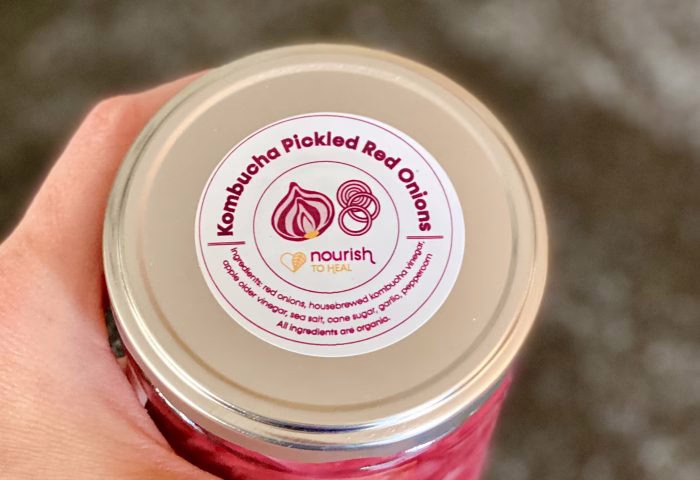 Kombucha Pickled Red Onions
nourish
TO HEAL
Ingredients: red onions, housebrewed kombucha vinegar,
apple cider vinegar, sea salt, cane sugar, garlic, peppercorn
All ingredients are organic.